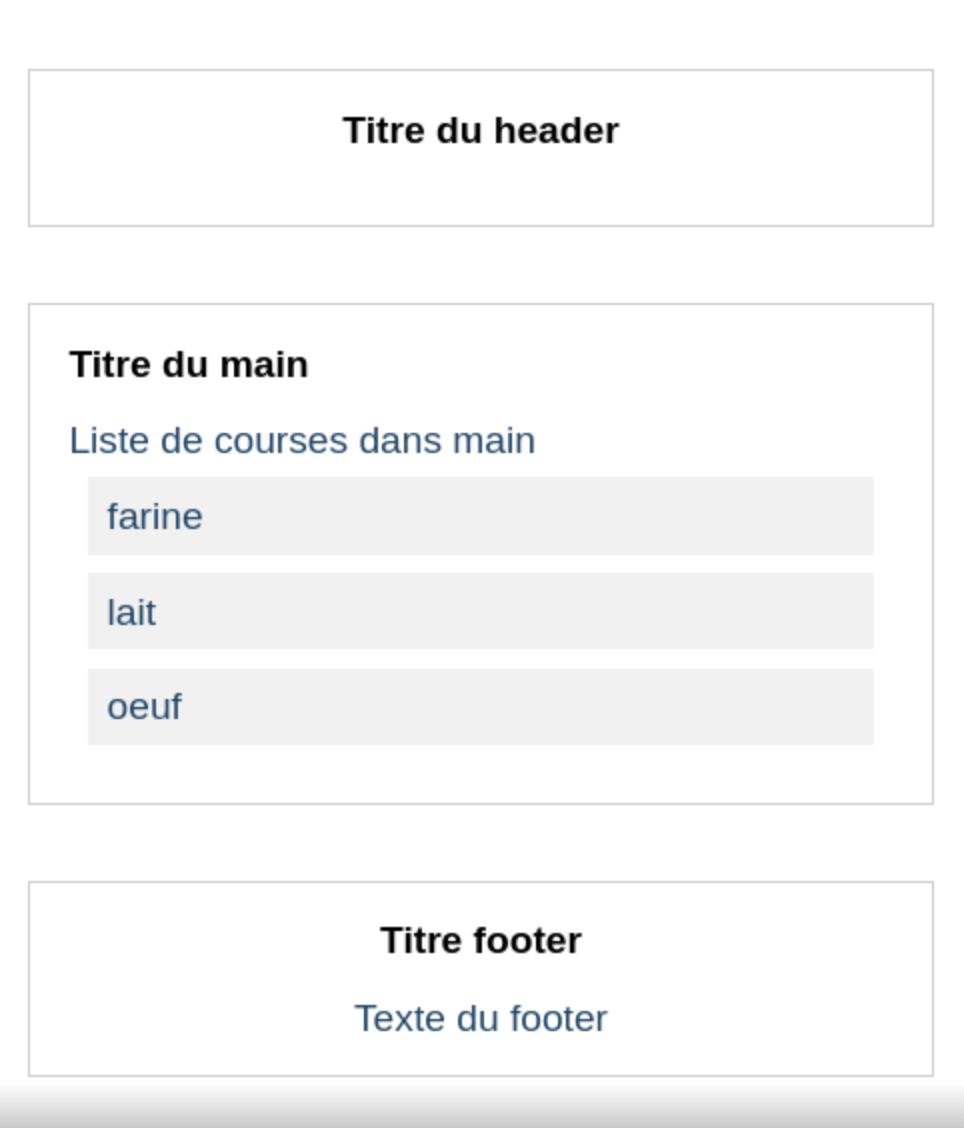 Titre du header
Titre du main
Liste de courses dans main
farine
lait
oeuf
Titre footer
Texte du footer